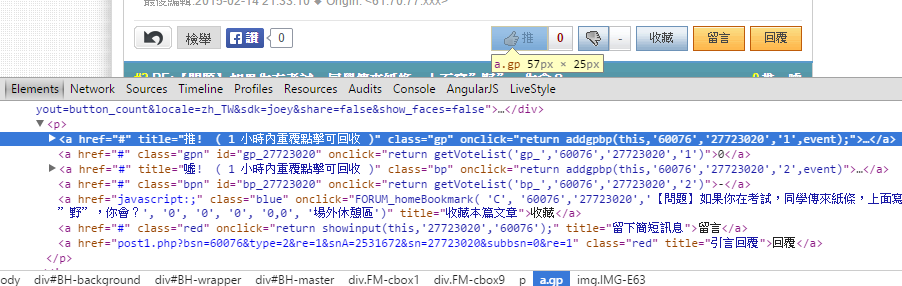 最後編輯:2015-02-14 21:33:10 ◆ Origin: <61.70.77.xxx>
檢舉 讚 0 推 0 - 收藏 留言 回覆
a.gp 57px × 25px
Elements Network Sources Timeline Profiles Resources Audits Console AngularJS LiveStyle
yout=button_count&locale=zh_TW&sdk=joey&share=false&show_faces=false">…</div>
▼<p>
▶<a href="#" title="推! ( 1 小時內重覆點擊可回收 )" class="gp" onclick="return addgpbp(this,'60076','27723020','1',event);">…</a>
<a href="#" class="gpn" id="gp_27723020" onclick="return getVoteList('gp_','60076','27723020','1')">0</a>
▶<a href="#" title="噓! ( 1 小時內重覆點擊可回收 )" class="bp" onclick="return addgpbp(this,'60076','27723020','2',event)">…</a>
<a href="#" class="bpn" id="bp_27723020" onclick="return getVoteList('bp_','60076','27723020','2')">-</a>
<a href="javascript:;" class="blue" onclick="FORUM_homeBookmark( 'C', '60076','27723020','【問題】如果你在考試，同學傳來紙條，上面寫
”野”，你會？', '0', '0', '0', '0,0', '場外休憩區')" title="收藏本篇文章">收藏</a>
<a href="#" class="red" onclick="return showinput(this,'27723020','60076');" title="留下簡短訊息">留言</a>
<a href="post1.php?bsn=60076&type=2&re=1&snA=2531672&sn=27723020&subbsn=0&re=1" class="red" title="引言回覆">回覆</a>
</p>
ody div#BH-background div#BH-wrapper div#BH-master div.FM-cbox1 div.FM-cbox9 p a.gp img.IMG-E63